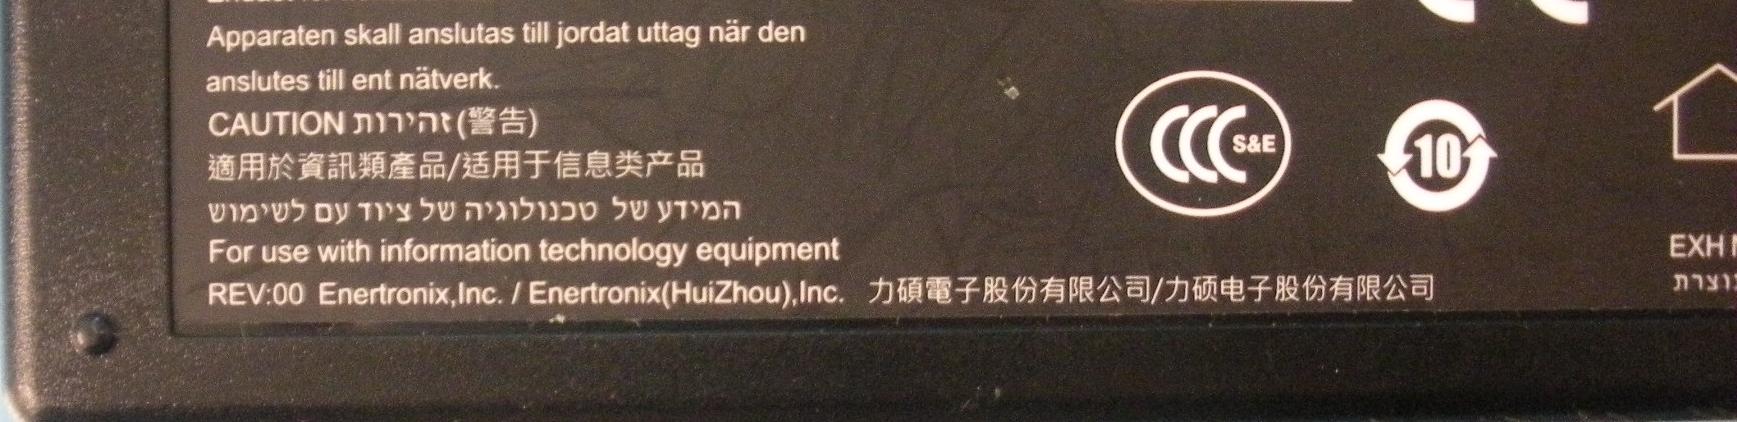 Apparaten skall anslutas till jordat uttag när den
anslutes till ent nätverk.
CAUTION זהירות (警告)
適用於資訊類產品/适用于信息类产品
המידע של טכנולוגיה של ציוד עם לשימוש
For use with information technology equipment
REV:00 Enertronix,Inc. / Enertronix(HuiZhou),Inc. 力碩電子股份有限公司/力硕电子股份有限公司
CCC S&E
10
EXH